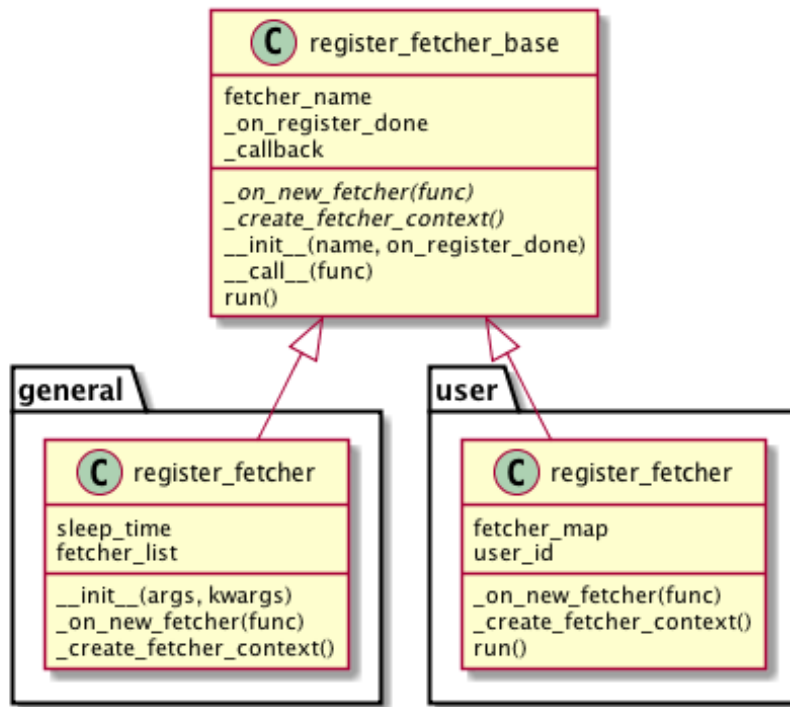 C register_fetcher_base
fetcher_name
_on_register_done
_callback
_on_new_fetcher(func)
_create_fetcher_context()
__init__(name, on_register_done)
__call__(func)
run()
general
C register_fetcher
sleep_time
fetcher_list
__init__(args, kwargs)
_on_new_fetcher(func)
_create_fetcher_context()
user
C register_fetcher
fetcher_map
user_id
_on_new_fetcher(func)
_create_fetcher_context()
run()